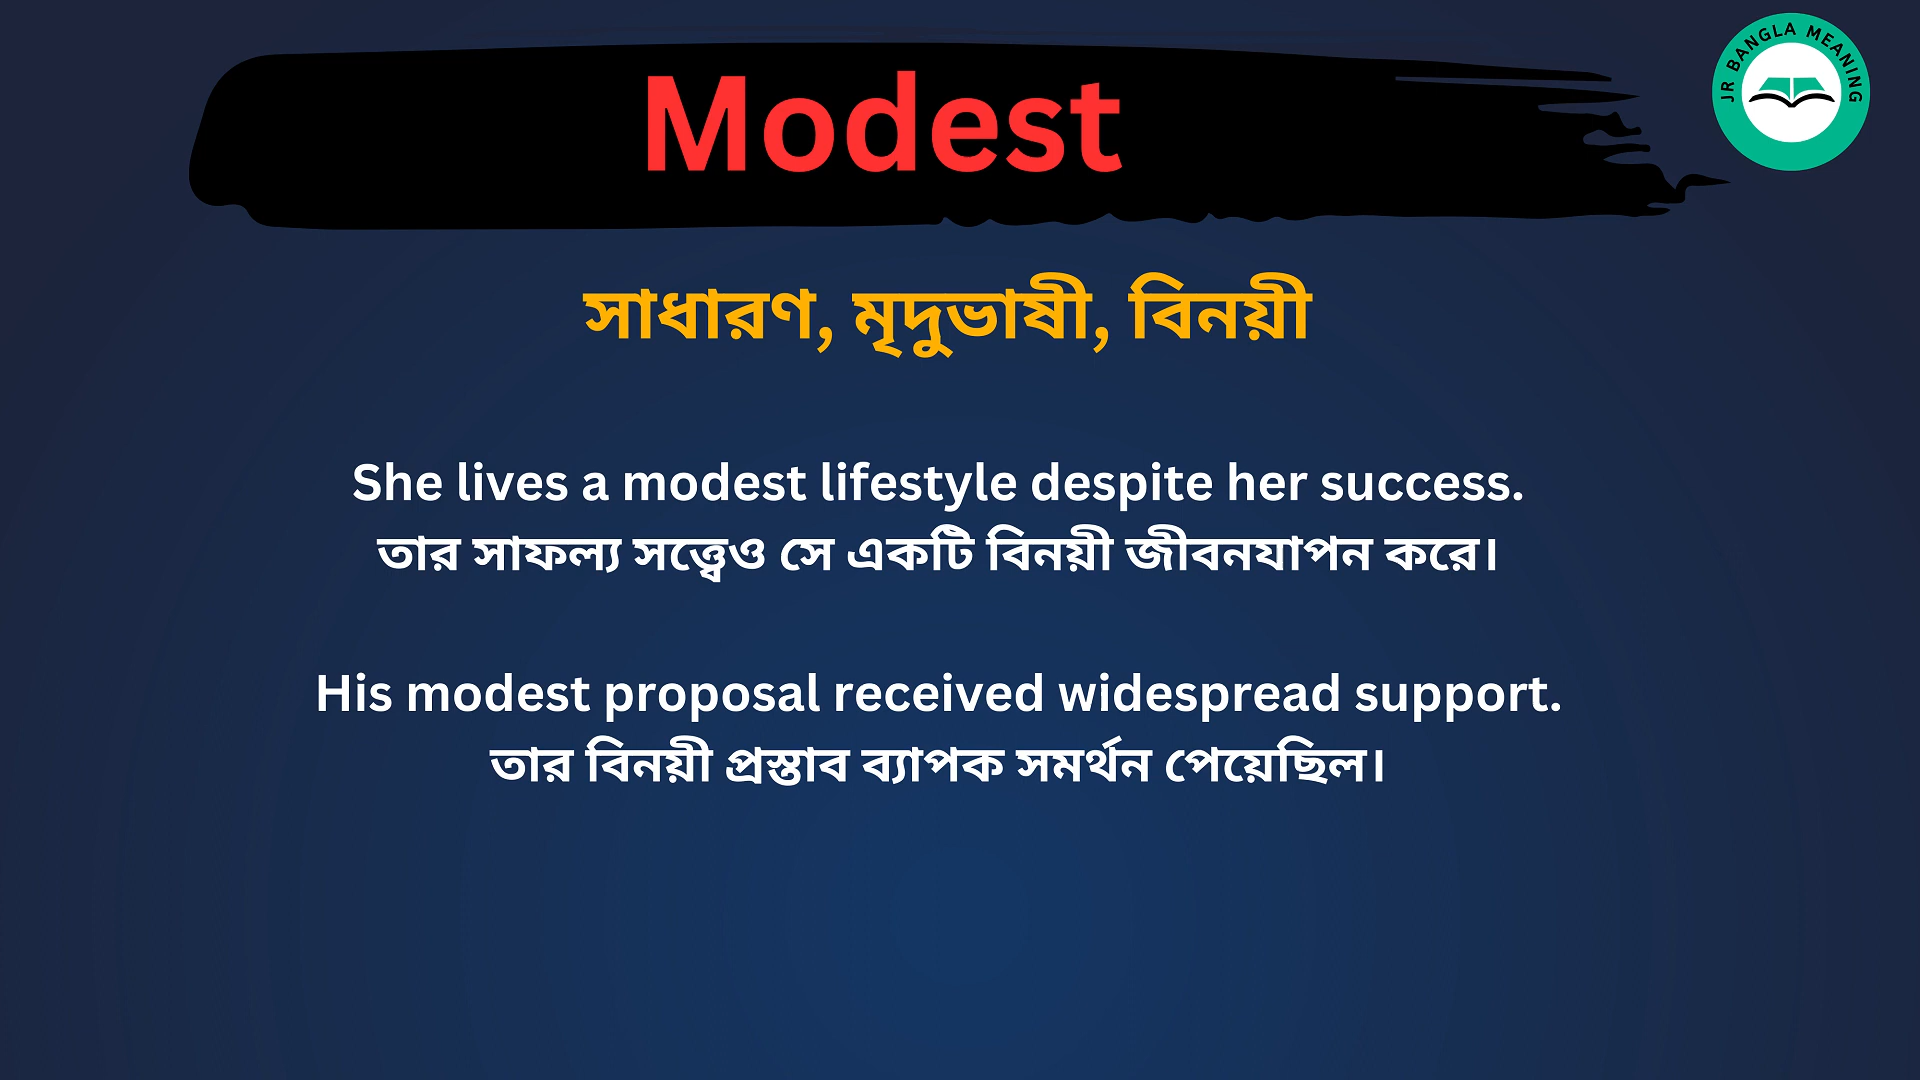 Modest
JR BANGLA MEANING
সাধারণ, মৃদুভাষী, বিনয়ী
She lives a modest lifestyle despite her success.
তার সাফল্য সত্ত্বেও সে একটি বিনয়ী জীবনযাপন করে।
His modest proposal received widespread support.
তার বিনয়ী প্রস্তাব ব্যাপক সমর্থন পেয়েছিল।